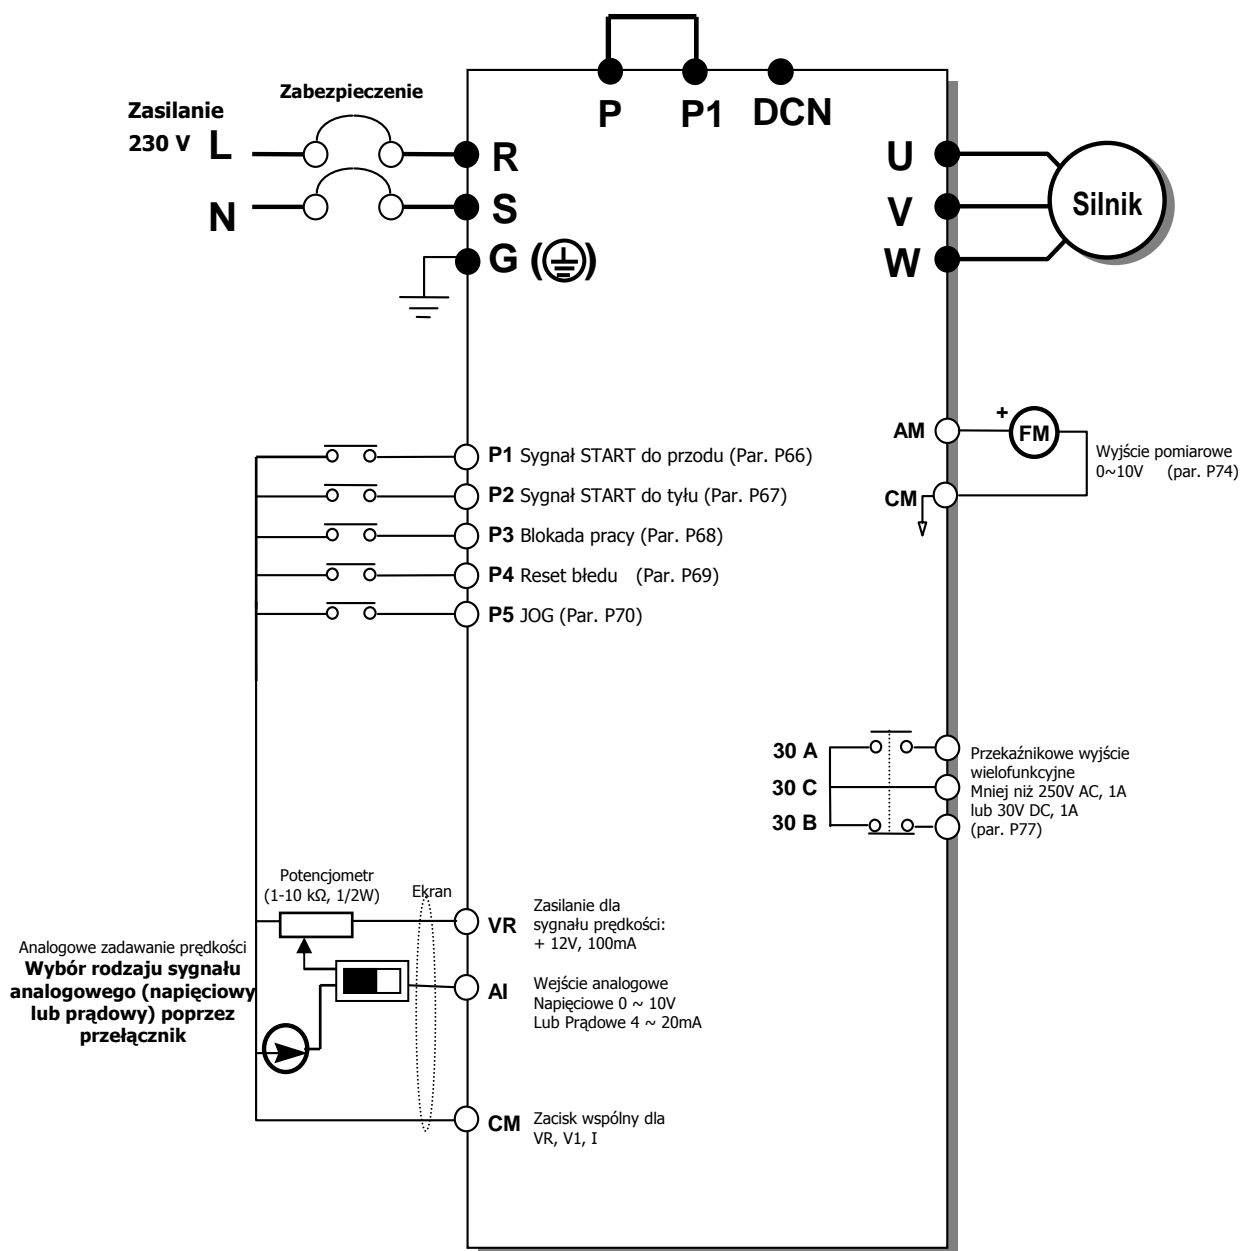 P P1 DCN
Zabezpieczenie
Zasilanie
230 V L
N
R
S
G
U
V
W
Silnik
AM
CM
+
FM
Wyjście pomiarowe
0~10V (par. P74)
P1 Sygnał START do przodu (Par. P66)
P2 Sygnał START do tyłu (Par. P67)
P3 Blokada pracy (Par. P68)
P4 Reset błedu (Par. P69)
P5 JOG (Par. P70)
30 A
30 C
30 B
Przekaźnikowe wyjście
wielofunkcyjne
Mniej niż 250V AC, 1A
lub 30V DC, 1A
(par. P77)
Potencjometr
(1-10 kΩ, 1/2W)
Ekran
VR
Zasilanie dla
sygnału prędkości:
+ 12V, 100mA
Analogowe zadawanie prędkości
Wybór rodzaju sygnału
analogowego (napięciowy
lub prądowy) poprzez
przełącznik
AI
Wejście analogowe
Napięciowe 0 ~ 10V
Lub Prądowe 4 ~ 20mA
CM
Zacisk wspólny dla
VR, V1, I